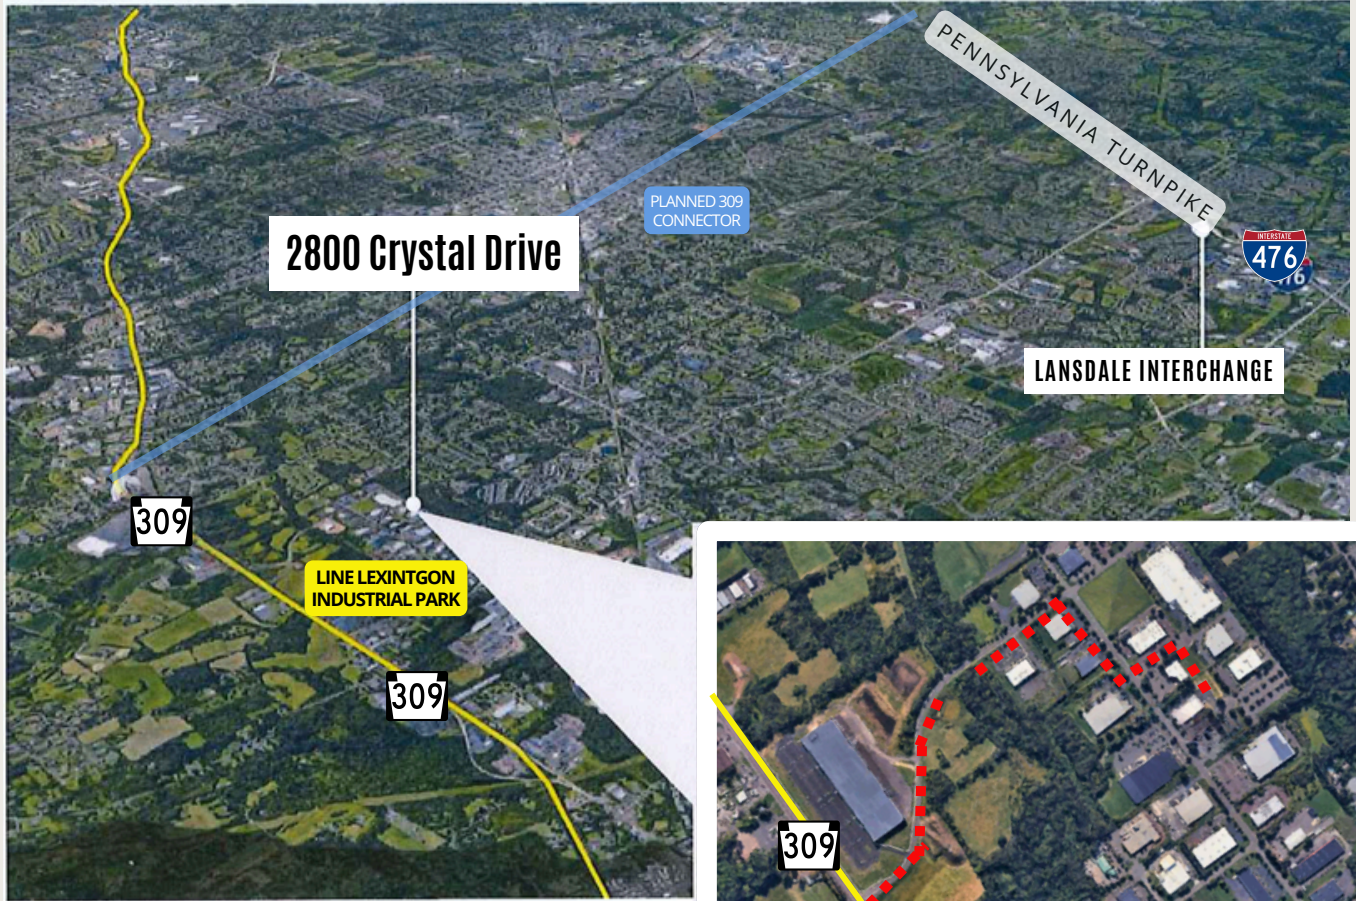 PENNSYLVANIA TURNPIKE
PLANNED 309
CONNECTOR
2800 Crystal Drive
INTERSTATE
476
LANSDALE INTERCHANGE
309
LINE LEXINTGON
INDUSTRIAL PARK
309
309